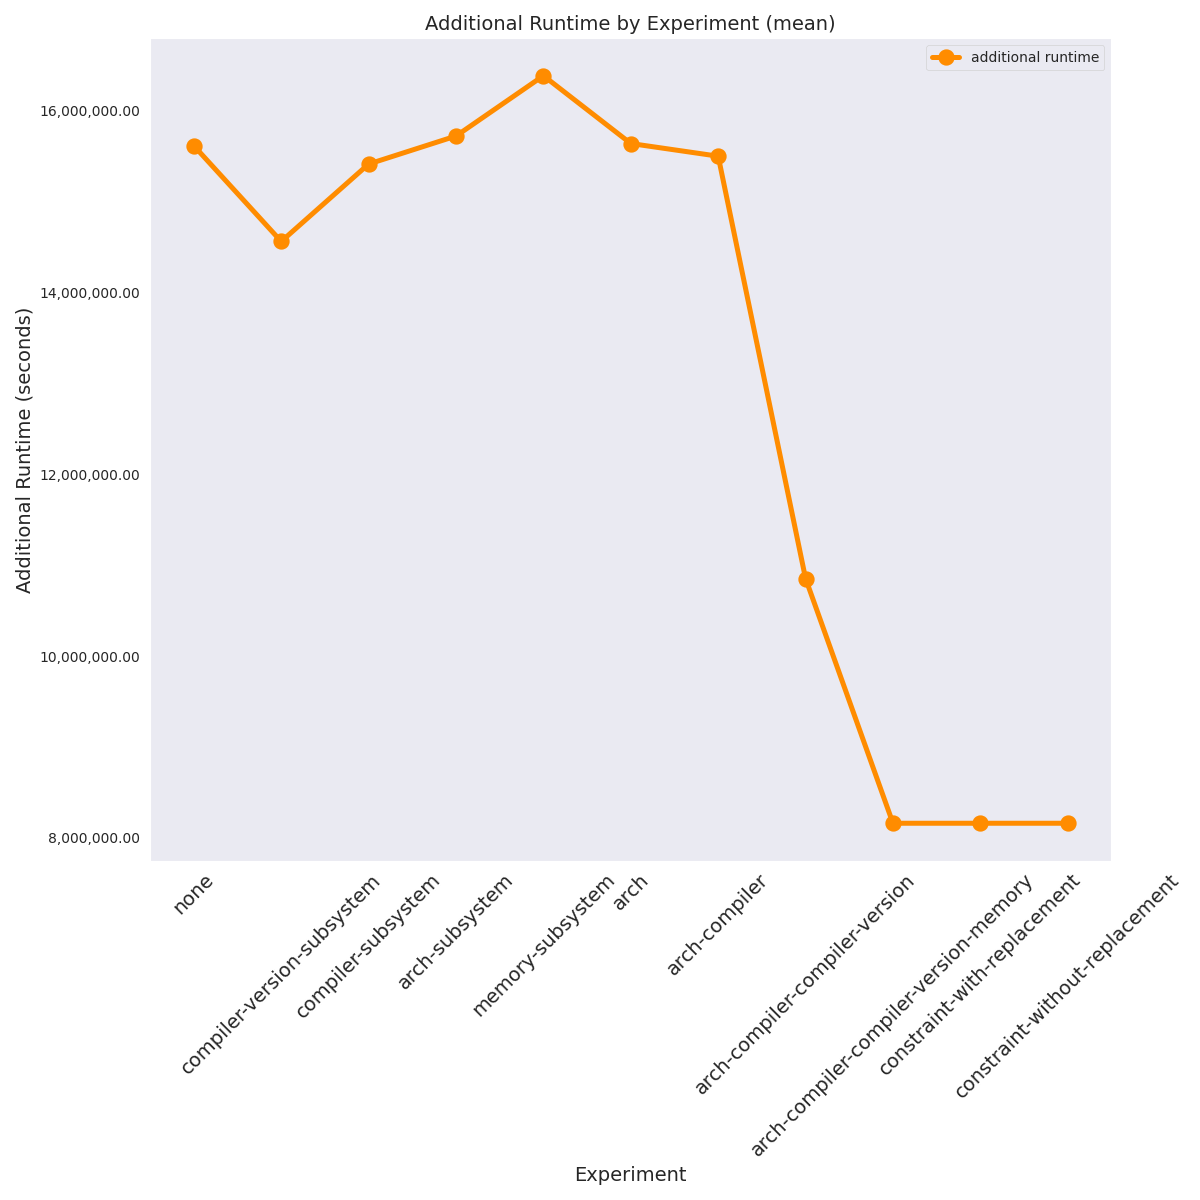 Additional Runtime by Experiment (mean)
additional runtime
16,000,000.00
14,000,000.00
12,000,000.00
10,000,000.00
8,000,000.00
Additional Runtime (seconds)
none
compiler-version-subsystem
compiler-subsystem
arch-subsystem
memory-subsystem
arch
arch-compiler
arch-compiler-compiler-version
arch-compiler-compiler-version-memory
constraint-with-replacement
constraint-without-replacement
Experiment